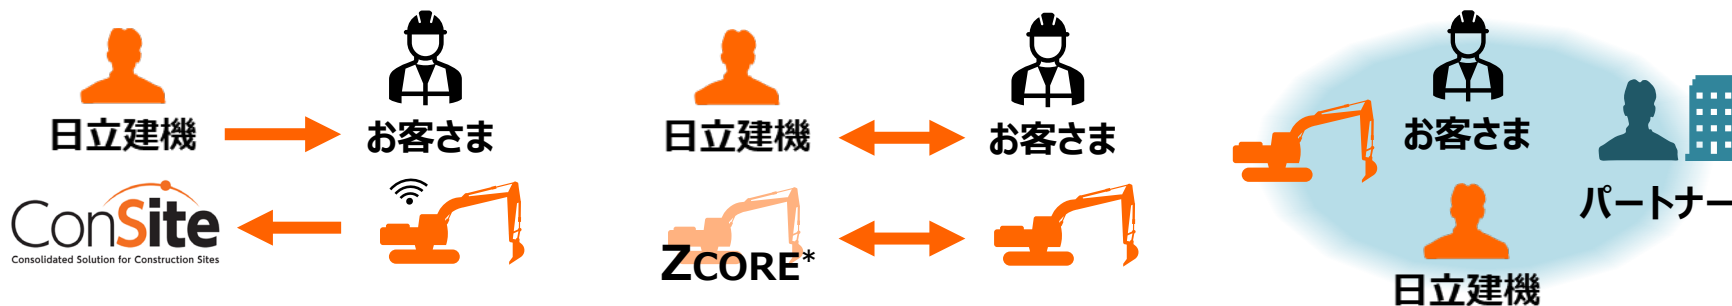 日立建機
お客さま
ConSite
Consolidated Solution for Construction Sites
日立建機
お客さま
ZCORE*
お客さま
パートナー
日立建機